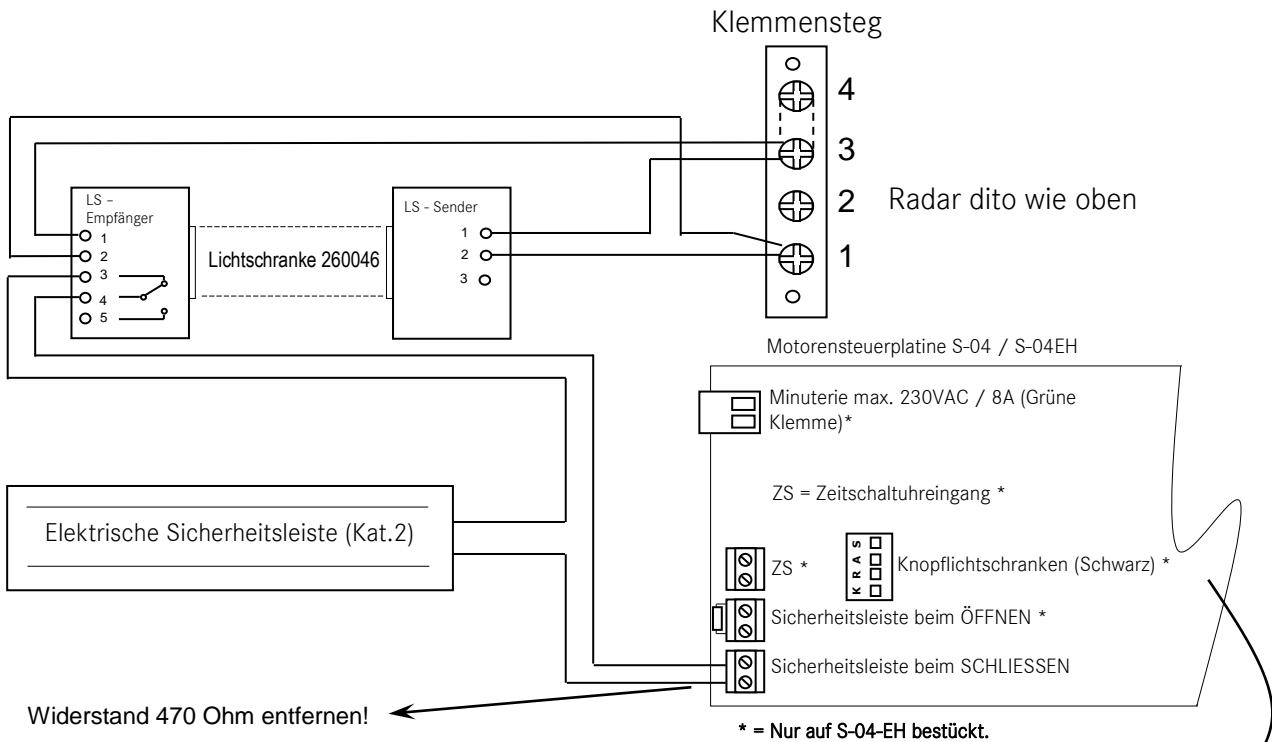 Klemmensteg
4
3
2
1
Radar dito wie oben
LS –
Empfänger
1
2
3
4
5
Lichtschranke 260046
LS - Sender
1
2
3
Motorensteuerplatine S-04 / S-04EH
Minuterie max. 230VAC / 8A (Grüne
Klemme)*
ZS = Zeitschaltuhreingang *
Elektrische Sicherheitsleiste (Kat.2)
ZS *
K R A S
Knopflichtschranken (Schwarz) *
Sicherheitsleiste beim ÖFFNEN *
Sicherheitsleiste beim SCHLIESSEN
Widerstand 470 Ohm entfernen!
* = Nur auf S-04-EH bestückt.